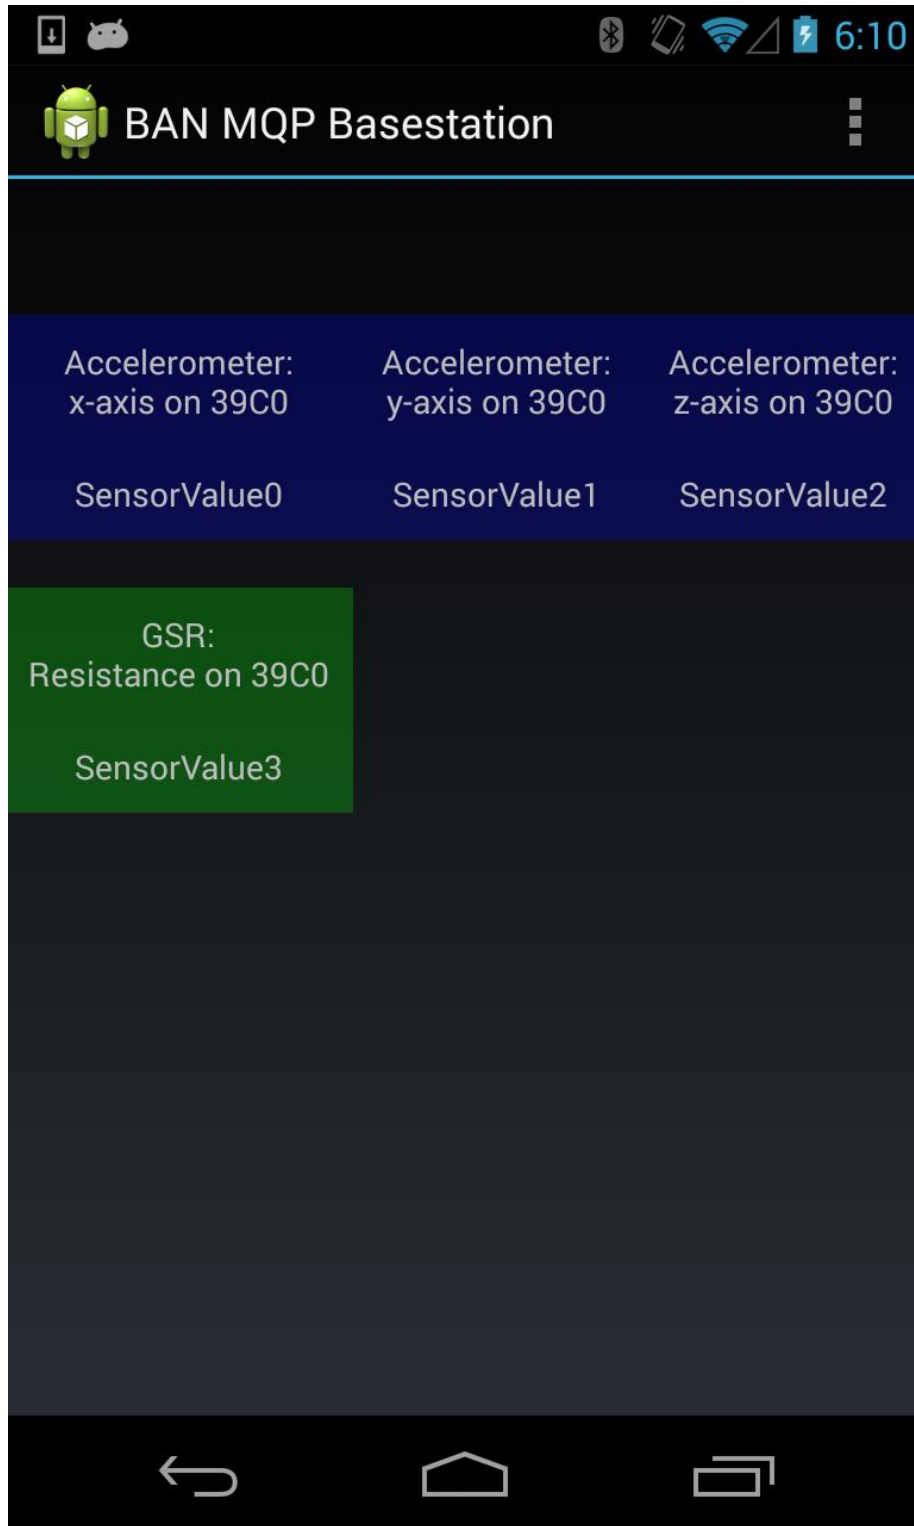 6:10
BAN MQP Basestation
Accelerometer:
x-axis on 39C0
Accelerometer:
y-axis on 39C0
Accelerometer:
z-axis on 39C0
SensorValue0
SensorValue1
SensorValue2
GSR:
Resistance on 39C0
SensorValue3